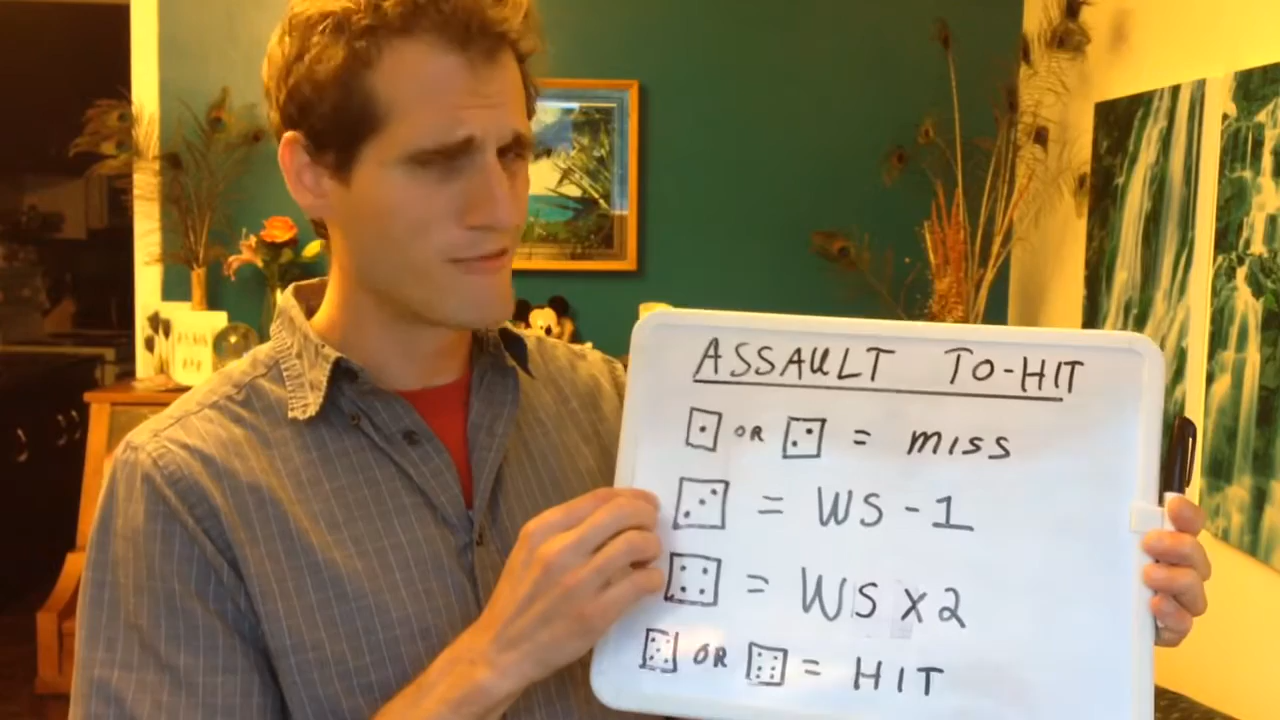 ASSAULT TO-HIT
OR = MISS
= WS-1
= WS X2
OR = HIT